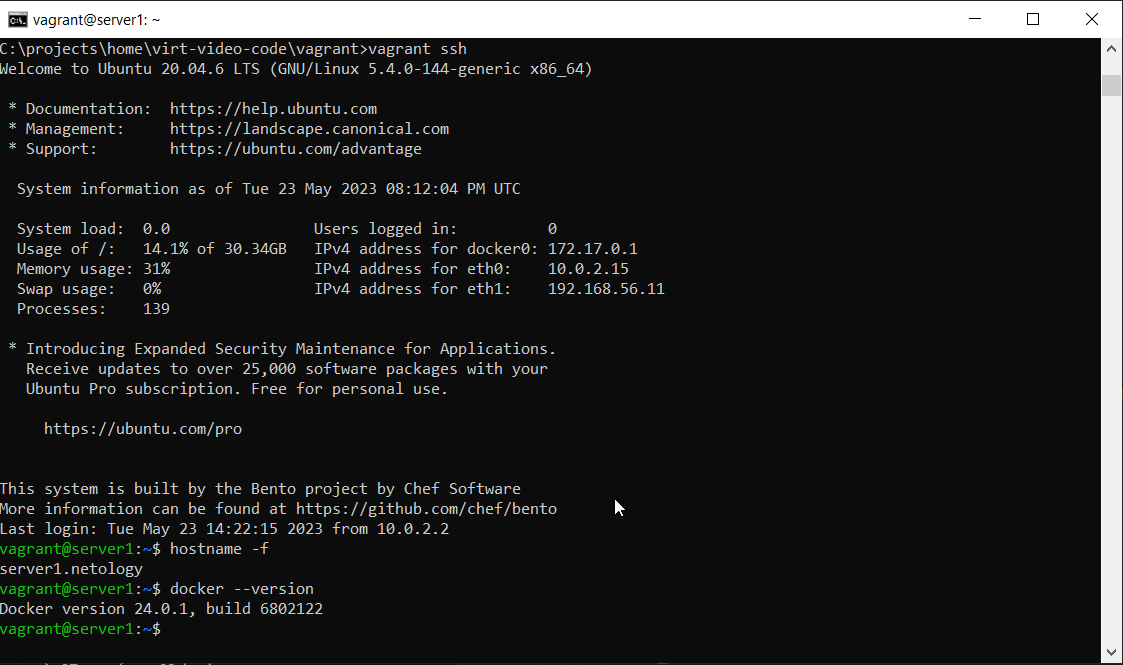 vagrant@server1: ~
C:\projects\home\virt-video-code\vagrant>vagrant ssh
Welcome to Ubuntu 20.04.6 LTS (GNU/Linux 5.4.0-144-generic x86_64)
* Documentation:  https://help.ubuntu.com
* Management:     https://landscape.canonical.com
* Support:        https://ubuntu.com/advantage
System information as of Tue 23 May 2023 08:12:04 PM UTC
System load:  0.0                Users logged in:          0
Usage of /:   14.1% of 30.34GB   IPv4 address for docker0: 172.17.0.1
Memory usage: 31%                IPv4 address for eth0:    10.0.2.15
Swap usage:   0%                 IPv4 address for eth1:    192.168.56.11
Processes:    139
* Introducing Expanded Security Maintenance for Applications.
Receive updates to over 25,000 software packages with your
Ubuntu Pro subscription. Free for personal use.
https://ubuntu.com/pro
This system is built by the Bento project by Chef Software
More information can be found at https://github.com/chef/bento
Last login: Tue May 23 14:22:15 2023 from 10.0.2.2
vagrant@server1:~$ hostname -f
server1.netology
vagrant@server1:~$ docker --version
Docker version 24.0.1, build 6802122
vagrant@server1:~$